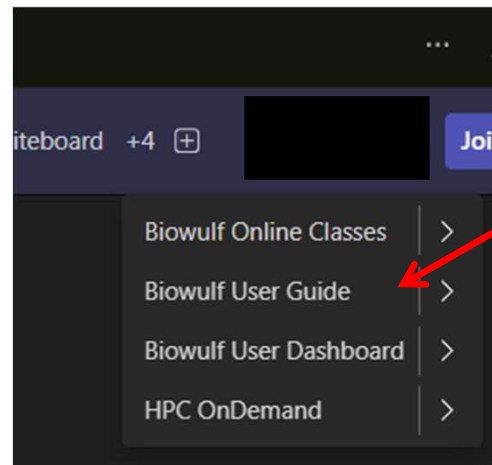 ...
iteboard +4
Joi
Biowulf Online Classes
Biowulf User Guide
Biowulf User Dashboard
HPC OnDemand